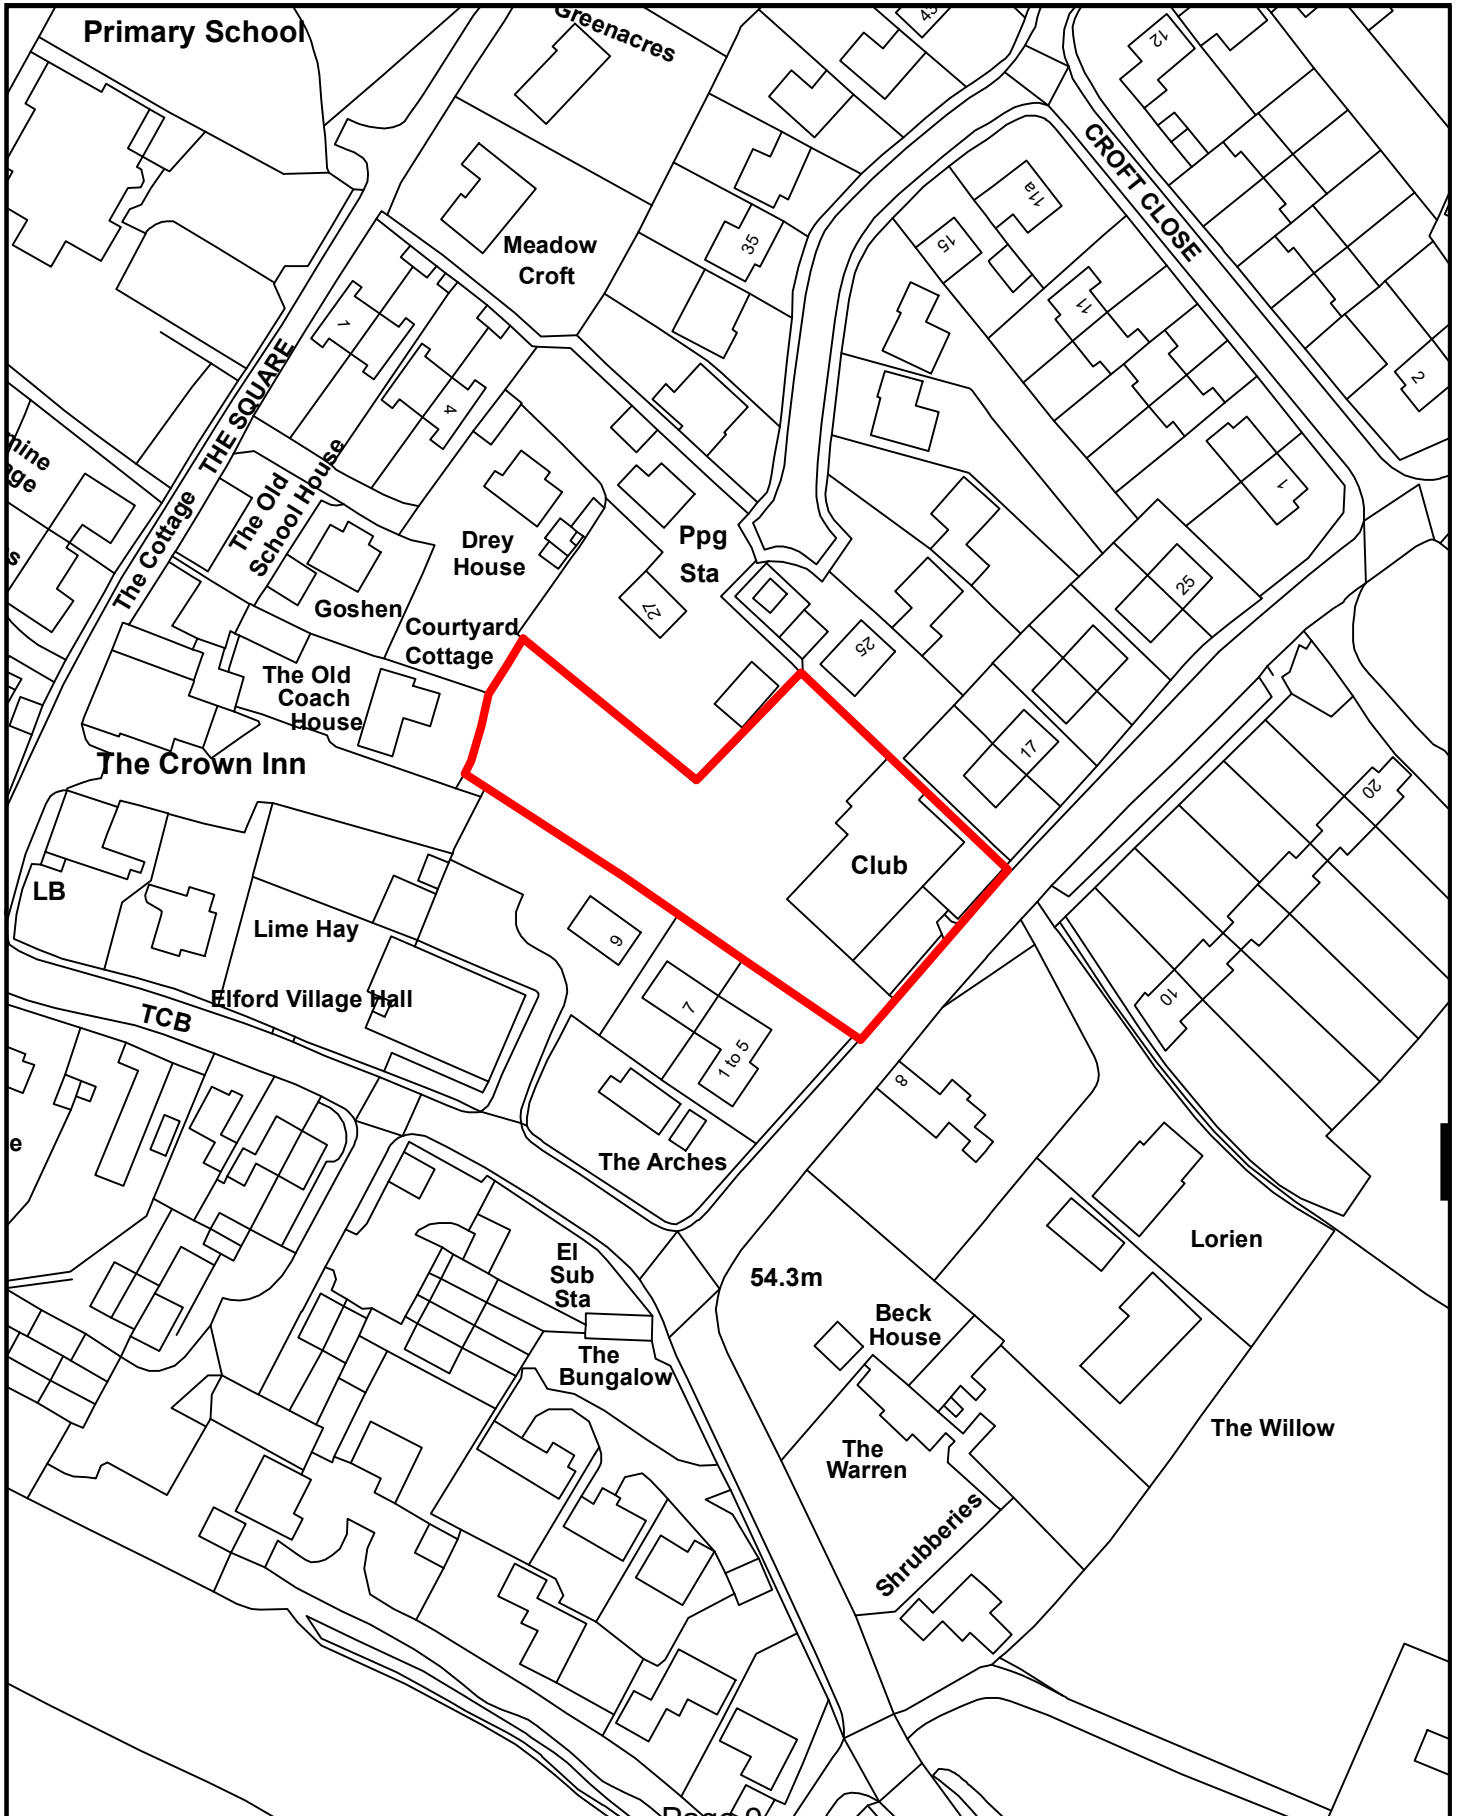 Primary School
Greenacres
43
12
CROFT CLOSE
11a
35
15
Meadow
Croft
11
7
2
THE SQUARE
4
The Old
School House
1
The Cottage
Drey
House
Ppg
Sta
25
27
Goshen
Courtyard
Cottage
25
The Old
Coach
House
17
The Crown Inn
20
Club
LB
Lime Hay
9
Elford Village Hall
7
10
TCB
1 to 5
8
e
The Arches
Lorien
El
Sub
Sta
54.3m
Beck
House
The
Bungalow
The Willow
The
Warren
Shrubberies